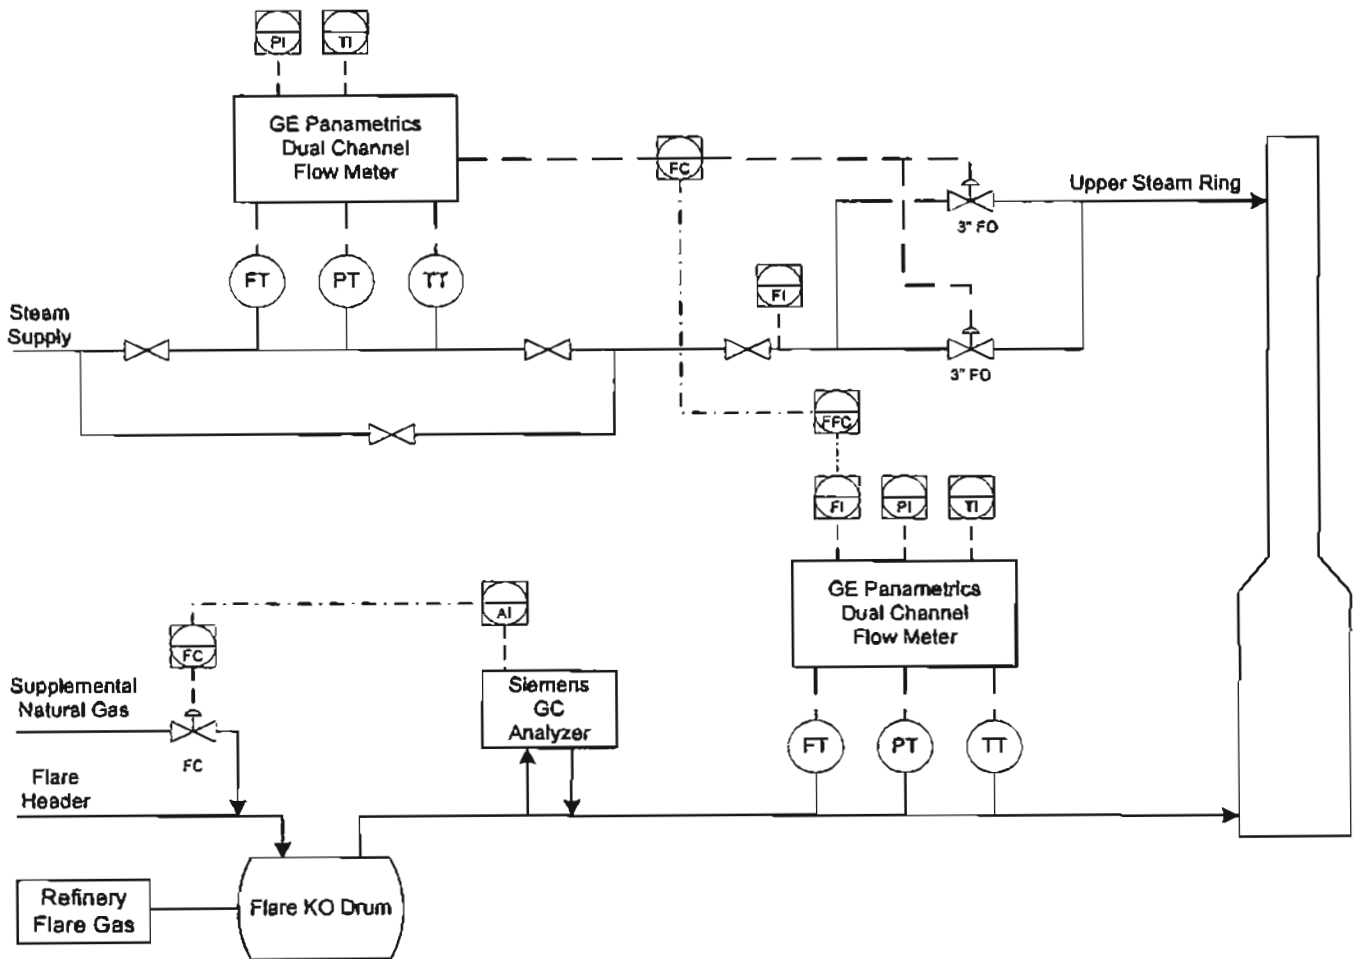 PI
TI
GE Panametrics
Dual Channel
Flow Meter
FC
Upper Steam Ring
3" FO
FT
PT
TT
FI
Steam
Supply
3" FO
FFC
FI
PI
TI
GE Panametrics
Dual Channel
Flow Meter
AI
FC
Supplemental
Natural Gas
Siemens
GC
Analyzer
FT
PT
TT
FC
Flare
Header
Refinery
Flare Gas
Flare KO Drum